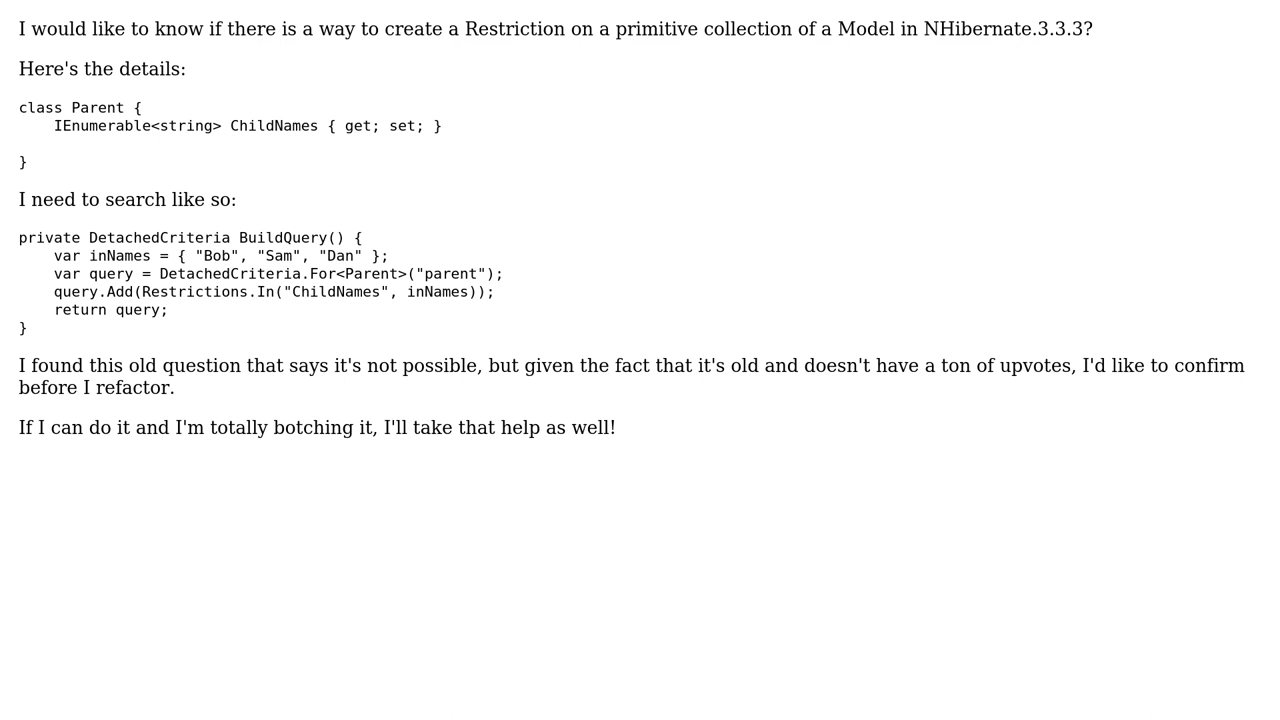 I would like to know if there is a way to create a Restriction on a primitive collection of a Model in NHibernate.3.3.3?
Here's the details:
class Parent {
    IEnumerable<string> ChildNames { get; set; }
}
I need to search like so:
private DetachedCriteria BuildQuery() {
    var inNames = { "Bob", "Sam", "Dan" };
    var query = DetachedCriteria.For<Parent>("parent");
    query.Add(Restrictions.In("ChildNames", inNames));
    return query;
}
I found this old question that says it's not possible, but given the fact that it's old and doesn't have a ton of upvotes, I'd like to confirm
before I refactor.
If I can do it and I'm totally botching it, I'll take that help as well!